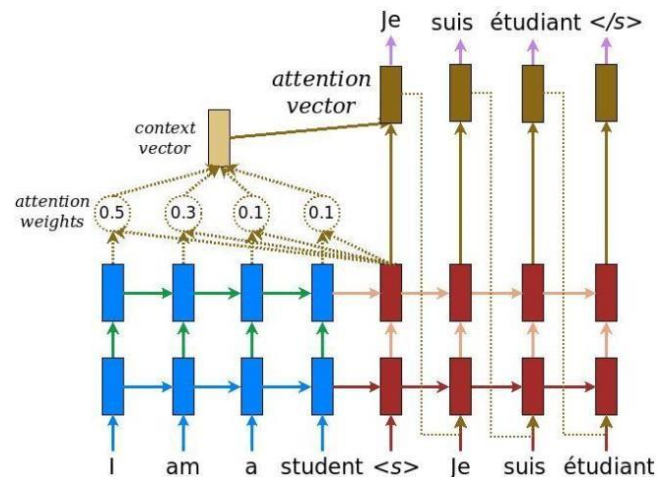 Je suis étudiant </s>
attention
vector
context
vector
attention
weights
0.5 0.3 0.1 0.1
I am a student <s> Je suis étudiant